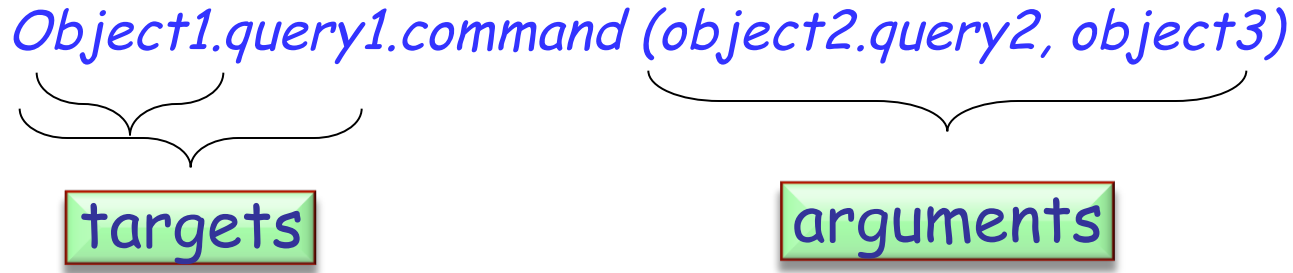 Object1.query1.command (object2.query2, object3)
targets
arguments